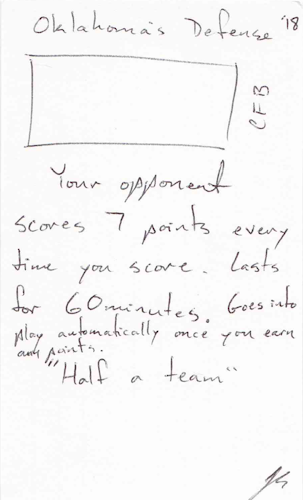 Oklahoma's Defense '18
CFB
Your opponent
scores 7 points every
time you score. Lasts
for 60 minutes. Goes into
play automatically once you earn
any points.
"Half a team"